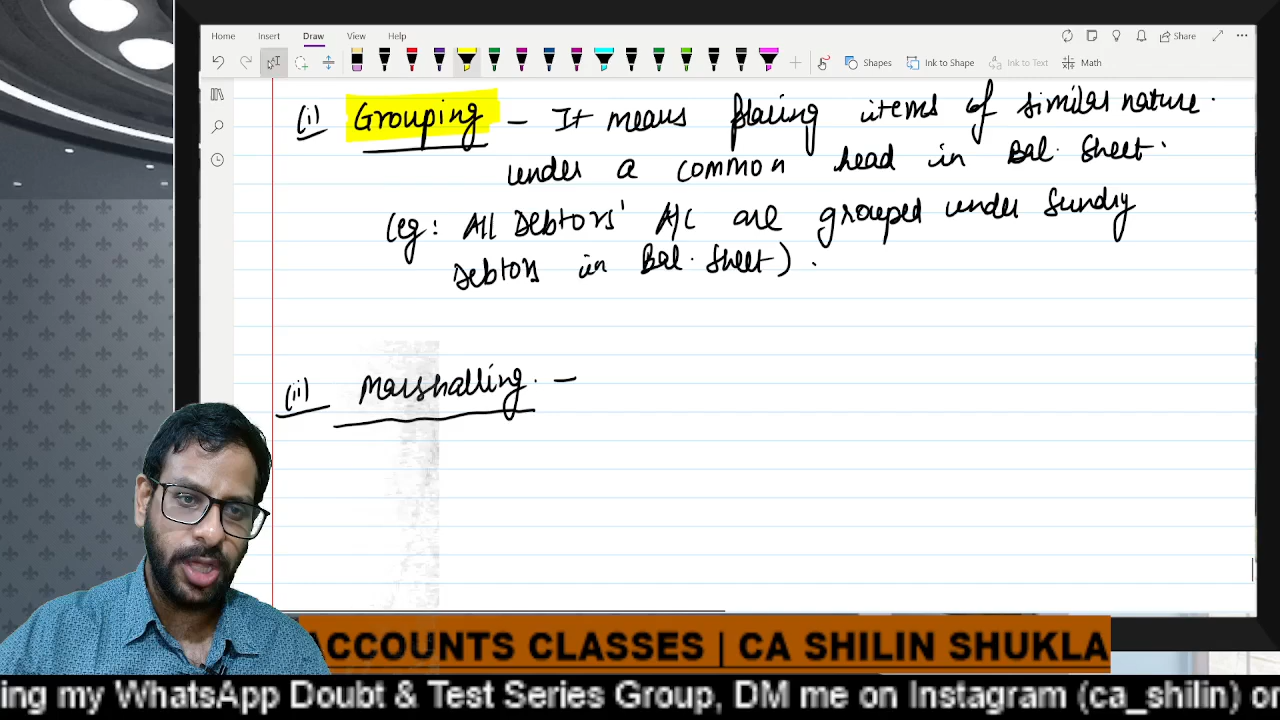 Home Insert Draw View Help
Share
Shapes Ink to Shape Ink to Text Math
(i) Grouping – It means placing items of similar nature.
under a common head in Bal. Sheet.
(eg: All Debtors' A/C are grouped under Sundry
Debtors in Bal. Sheet).
(ii) Marshalling. –
ACCOUNTS CLASSES | CA SHILIN SHUKLA
ing my WhatsApp Doubt & Test Series Group, DM me on Instagram (ca_shilin) or